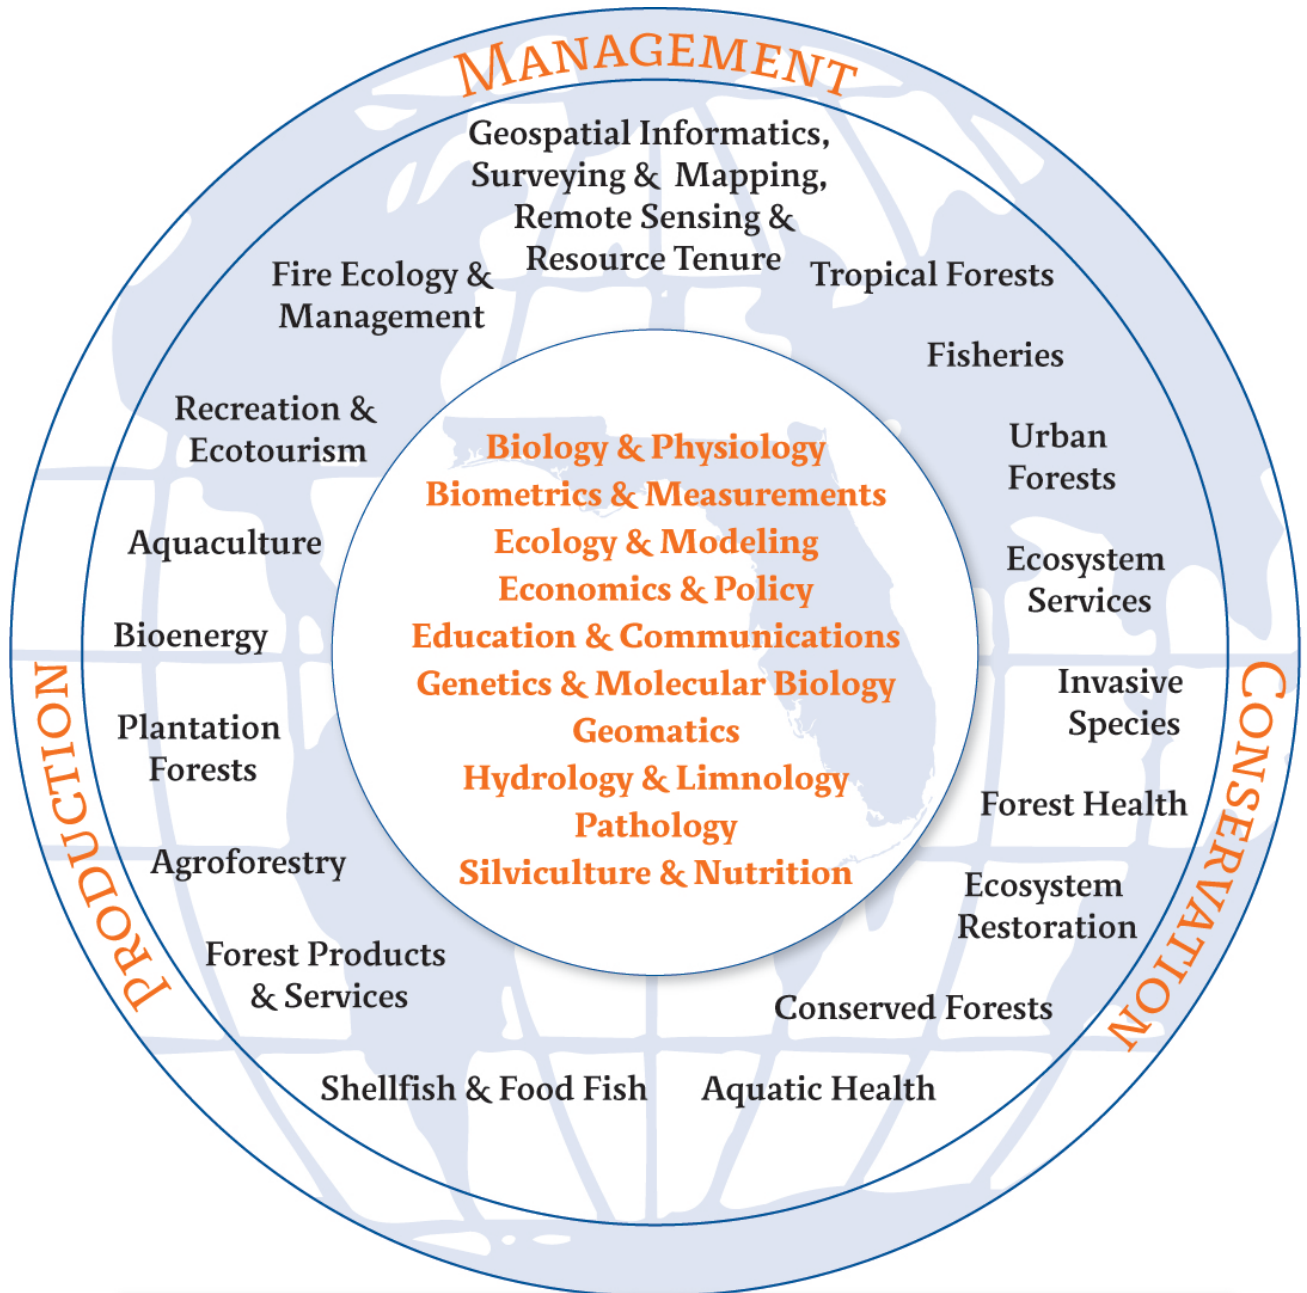 MANAGEMENT
Geospatial Informatics,
Surveying & Mapping,
Remote Sensing &
Resource Tenure
Tropical Forests
Fisheries
Urban
Forests
Ecosystem
Services
Invasive
Species
Forest Health
Ecosystem
Restoration
Conserved Forests
Aquatic Health
Shellfish & Food Fish
Forest Products
& Services
Agroforestry
Plantation
Forests
Bioenergy
Aquaculture
Recreation &
Ecotourism
Fire Ecology &
Management
CONSERVATION
PRODUCTION
Biology & Physiology
Biometrics & Measurements
Ecology & Modeling
Economics & Policy
Education & Communications
Genetics & Molecular Biology
Geomatics
Hydrology & Limnology
Pathology
Silviculture & Nutrition